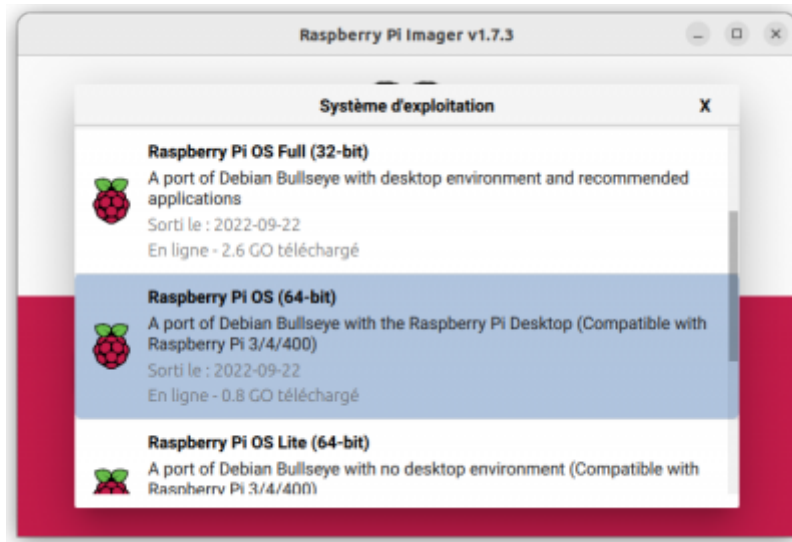 Raspberry Pi Imager v1.7.3
Système d'exploitation X
Raspberry Pi OS Full (32-bit)
A port of Debian Bullseye with desktop environment and recommended
applications
Sorti le : 2022-09-22
En ligne - 2.6 GO téléchargé
Raspberry Pi OS (64-bit)
A port of Debian Bullseye with the Raspberry Pi Desktop (Compatible with
Raspberry Pi 3/4/400)
Sorti le : 2022-09-22
En ligne - 0.8 GO téléchargé
Raspberry Pi OS Lite (64-bit)
A port of Debian Bullseye with no desktop environment (Compatible with
Raspberry Pi 3/4/400)